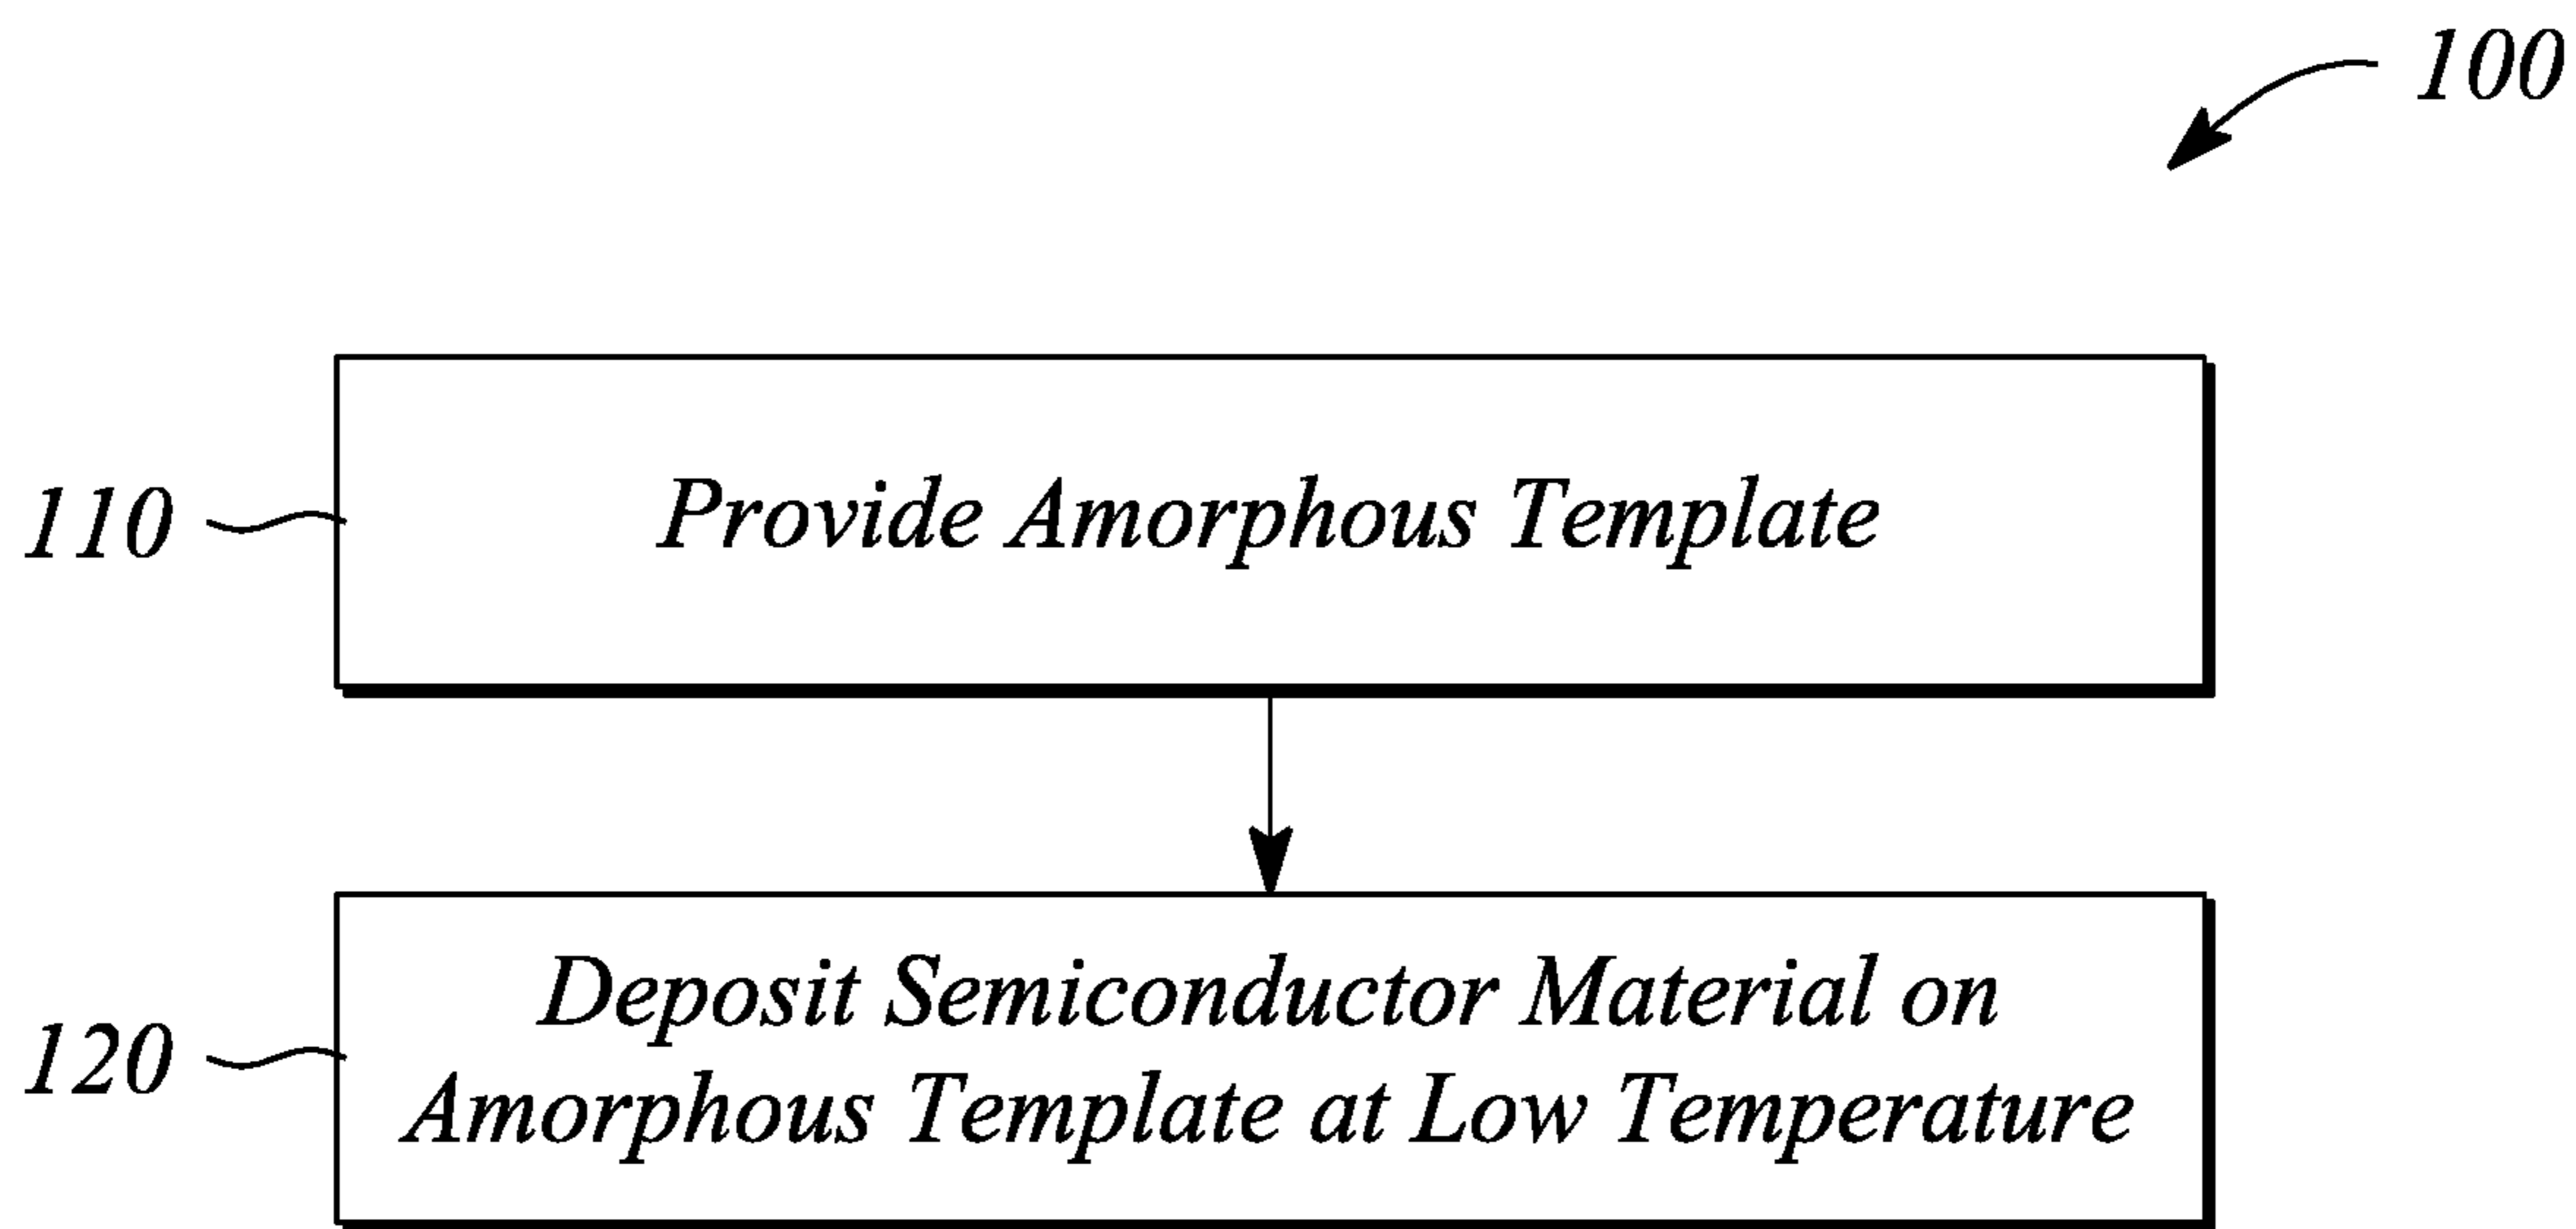 100
110
Provide Amorphous Template
120
Deposit Semiconductor Material on
Amorphous Template at Low Temperature